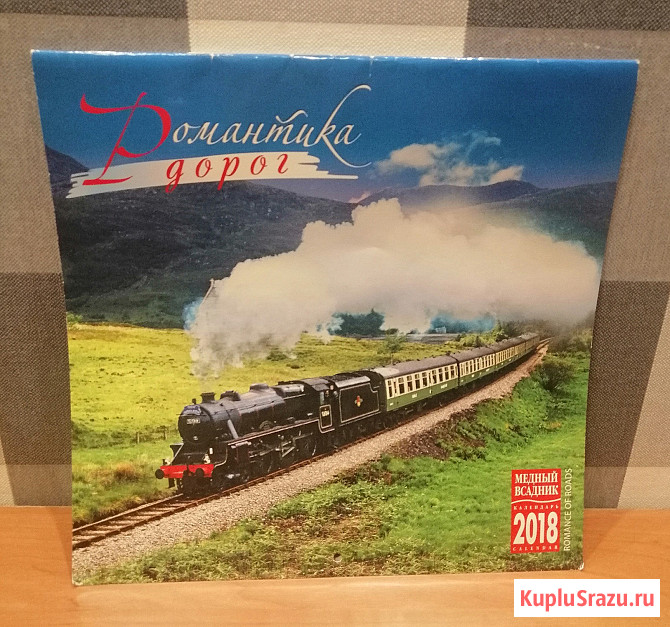 Романтика
дорог
МЕДНЫЙ
ВСАДНИК
КАЛЕНДАРЬ
2018
CALENDAR
ROMANCE OF ROADS
KupluSrazu.ru